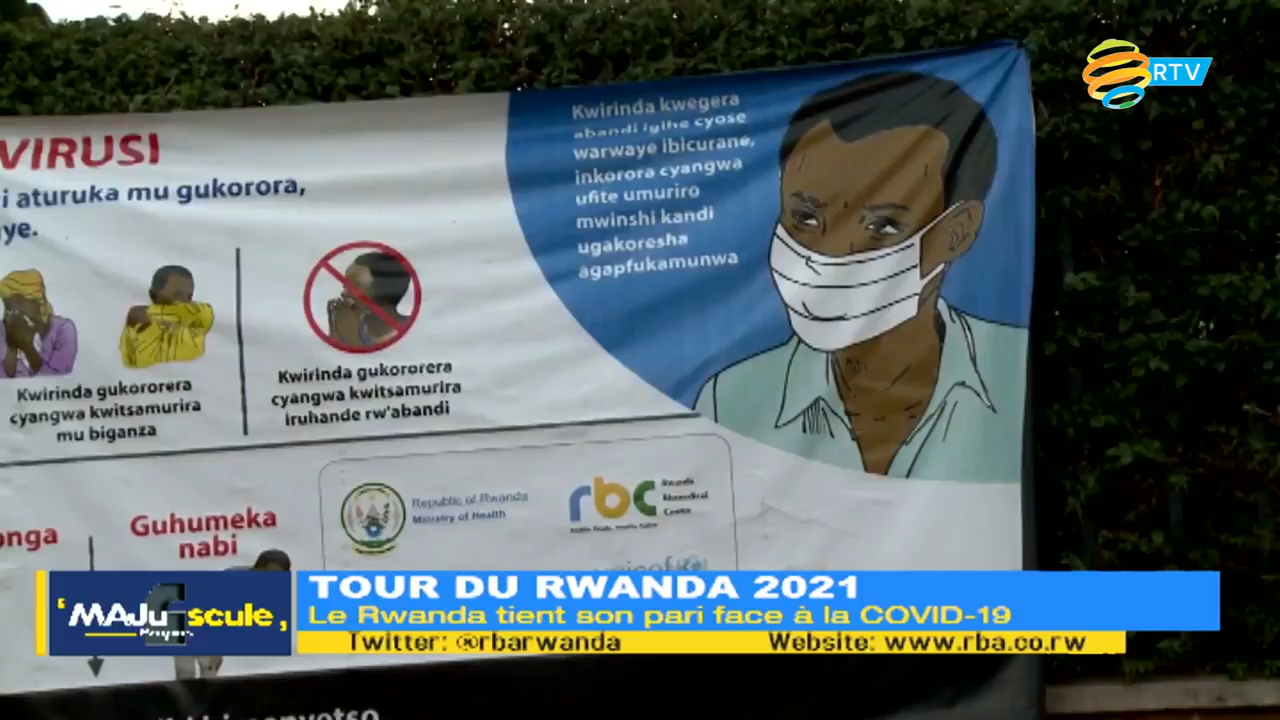 RTV
VIRUSI
i aturuka mu gukorora,
ye.
Kwirinda kwegera
abandi igihe cyose
warwaye ibicurane,
inkorora cyangwa
ufite umuriro
mwinshi kandi
ugakoresha
agapfukamunwa
Kwirinda gukororera
cyangwa kwitsamurira
mu biganza
Kwirinda gukororera
cyangwa kwitsamurira
iruhande rw'abandi
onga
Guhumeka
nabi
Republic of Rwanda
Ministry of Health
rbc
Rwanda
Biomedical
Centre
unicef
'MAJuscule,
TOUR DU RWANDA 2021
Le Rwanda tient son pari face à la COVID-19
Twitter: @rbarwanda
Website: www.rba.co.rw